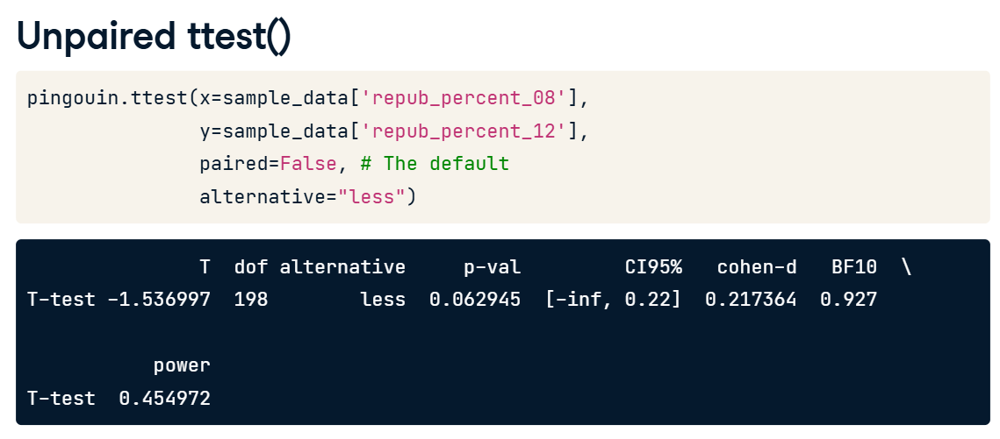 Unpaired ttest()
pingouin.ttest(x=sample_data['repub_percent_08'],
               y=sample_data['repub_percent_12'],
               paired=False, # The default
               alternative="less")
               T  dof alternative     p-val         CI95%   cohen-d   BF10  \
T-test -1.536997  198        less  0.062945  [-inf, 0.22]  0.217364  0.927
           power
T-test  0.454972